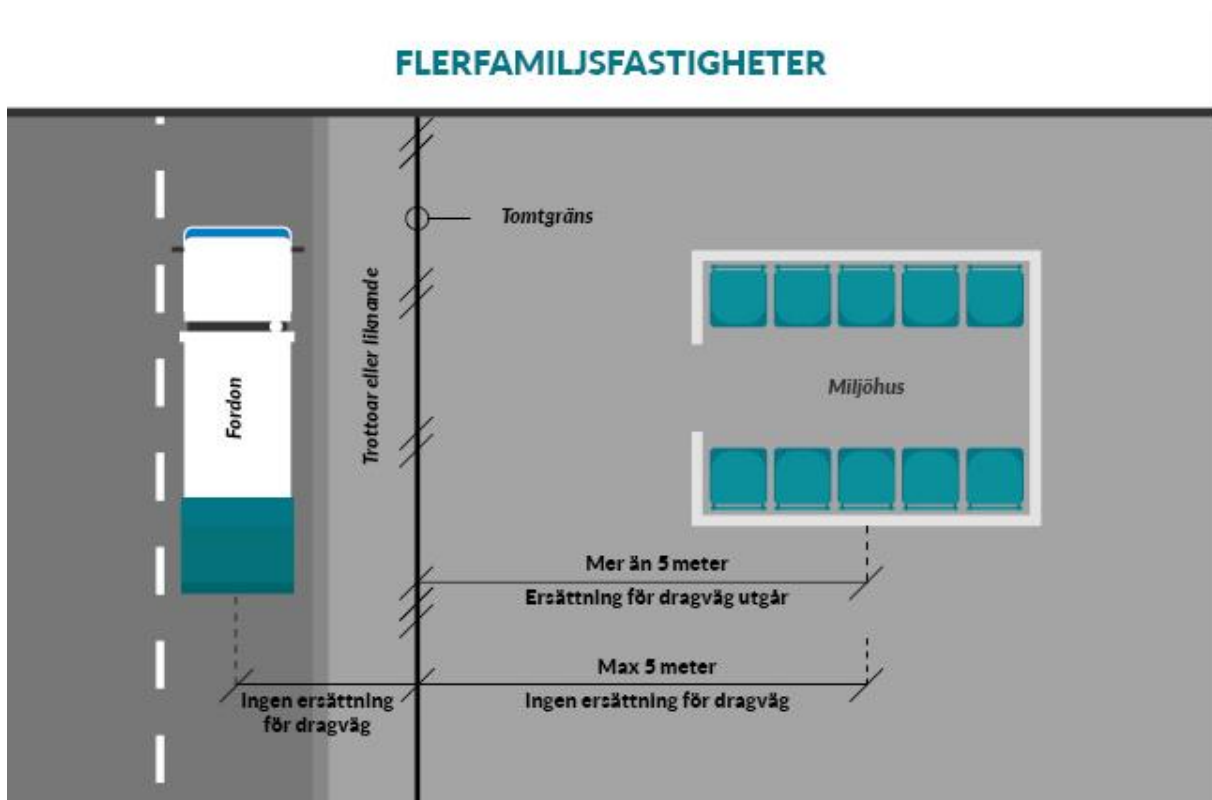 FLERFAMILJSFASTIGHETER
Tomtgräns
Trottoar eller liknande
Fordon
Miljöhus
Mer än 5 meter
Ersättning för dragväg utgår
Max 5 meter
Ingen ersättning för dragväg
Ingen ersättning
för dragväg